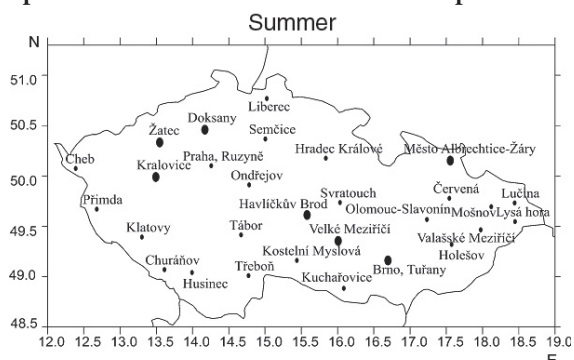 Summer
N
51.0
Liberec
Doksany
50.5
Žatec
Semčice
Hradec Králové
Město Albrechtice-Žáry
Cheb
Kralovice
Praha, Ruzyně
50.0
Ondřejov
Přímda
Svratouch
Červená
Lučina
Havlíčkův Brod
Olomouc-Slavonín
Mošnov
Lysá hora
49.5
Klatovy
Tábor
Velké Meziříčí
Valašské Meziříčí
Kostelní Myslová
Holešov
Churáňov
Třeboň
Brno, Tuřany
49.0
Husinec
Kuchařovice
48.5
12.0 12.5 13.0 13.5 14.0 14.5 15.0 15.5 16.0 16.5 17.0 17.5 18.0 18.5 19.0